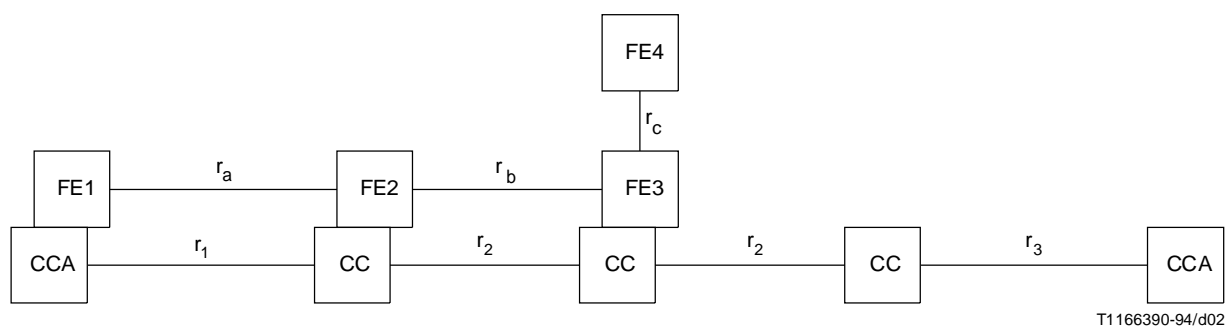 FE4
r_c
FE1 r_a FE2 r_b FE3
CCA r_1 CC r_2 CC r_2 CC r_3 CCA
T1166390-94/d02